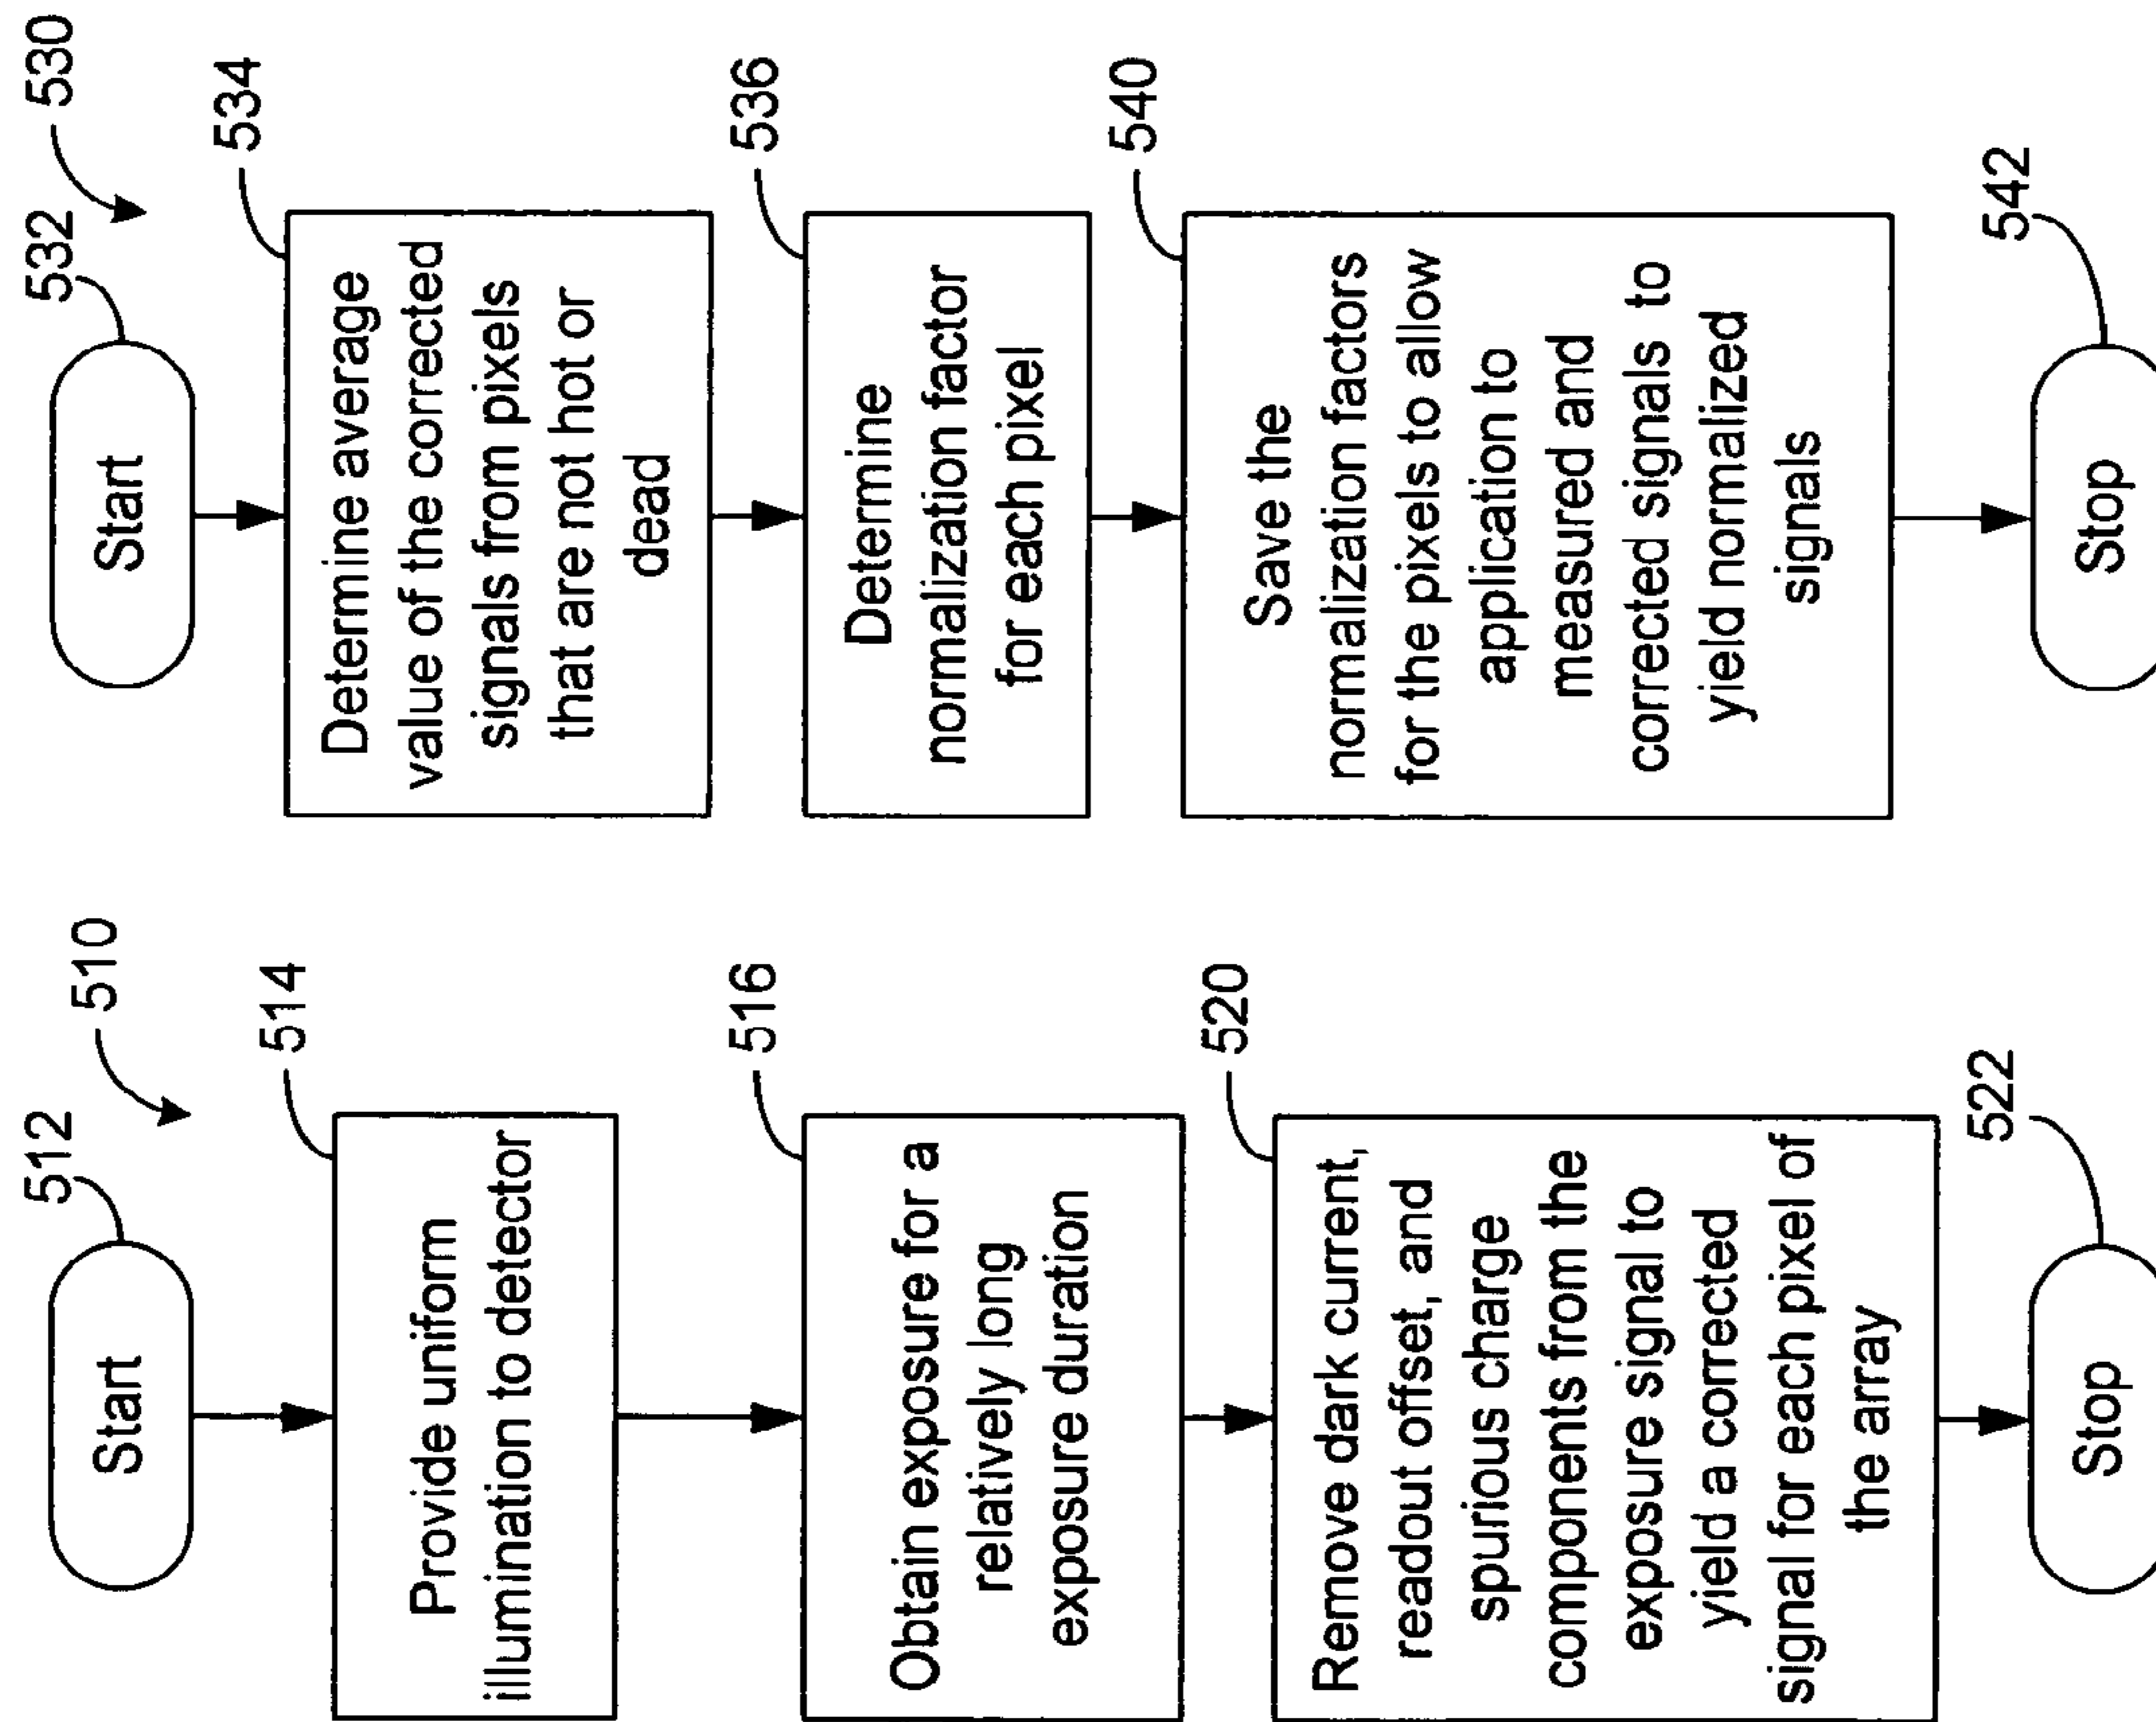 510
512
Start
514
Provide uniform
illumination to detector
516
Obtain exposure for a
relatively long
exposure duration
520
Remove dark current,
readout offset, and
spurious charge
components from the
exposure signal to
yield a corrected
signal for each pixel of
the array
522
Stop
530
532
Start
534
Determine average
value of the corrected
signals from pixels
that are not hot or
dead
536
Determine
normalization factor
for each pixel
540
Save the
normalization factors
for the pixels to allow
application to
measured and
corrected signals to
yield normalized
signals
542
Stop